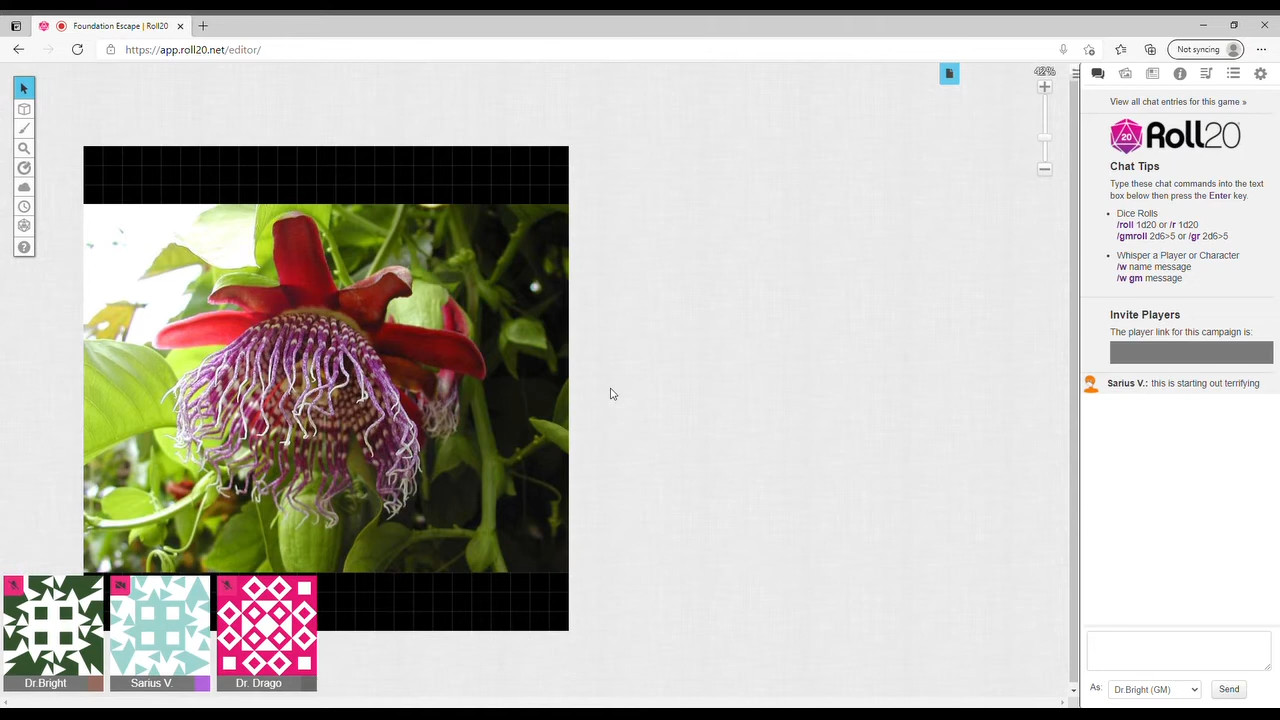 Foundation Escape | Roll20
https://app.roll20.net/editor/
Not syncing
42%
View all chat entries for this game »
20 Roll20
Chat Tips
Type these chat commands into the text
box below then press the Enter key.
Dice Rolls
/roll 1d20 or /r 1d20
/gmroll 2d6>5 or /gr 2d6>5
Whisper a Player or Character
/w name message
/w gm message
Invite Players
The player link for this campaign is:
Sarius V.: this is starting out terrifying
Dr.Bright
Sarius V.
Dr. Drago
As:
Dr.Bright (GM)
Send